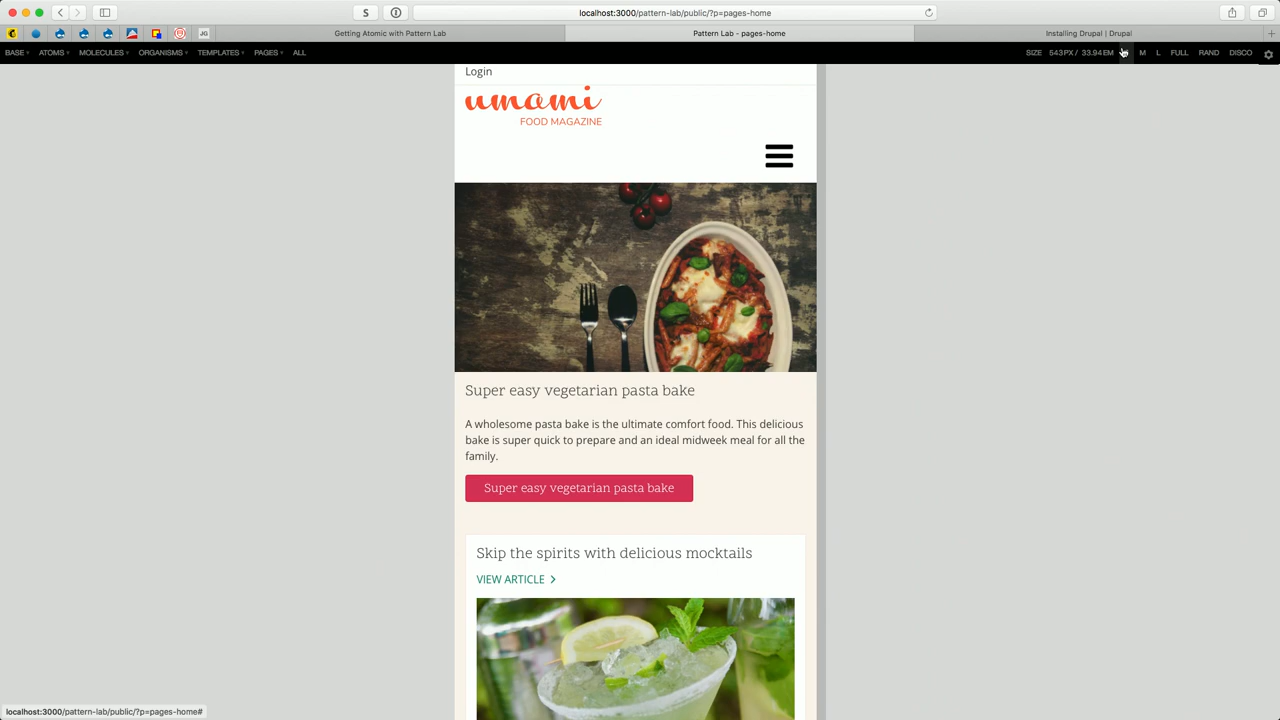 S
localhost:3000/pattern-lab/public/?p=pages-home
JG
Getting Atomic with Pattern Lab
Pattern Lab - pages-home
Installing Drupal | Drupal
BASE ATOMS MOLECULES ORGANISMS TEMPLATES PAGES ALL
SIZE 543PX / 33.94EM M L FULL RAND DISCO
Login
umami
FOOD MAGAZINE
Super easy vegetarian pasta bake
A wholesome pasta bake is the ultimate comfort food. This delicious
bake is super quick to prepare and an ideal midweek meal for all the
family.
Super easy vegetarian pasta bake
Skip the spirits with delicious mocktails
VIEW ARTICLE
localhost:3000/pattern-lab/public/?p=pages-home#